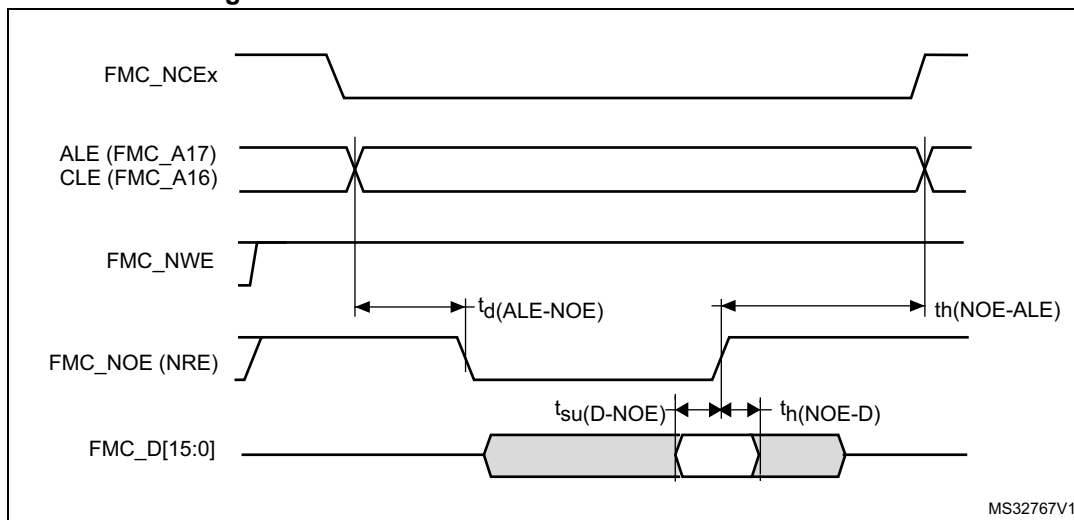 FMC_NCEx
ALE (FMC_A17)
CLE (FMC_A16)
FMC_NWE
td(ALE-NOE)
th(NOE-ALE)
FMC_NOE (NRE)
tsu(D-NOE)
th(NOE-D)
FMC_D[15:0]
MS32767V1